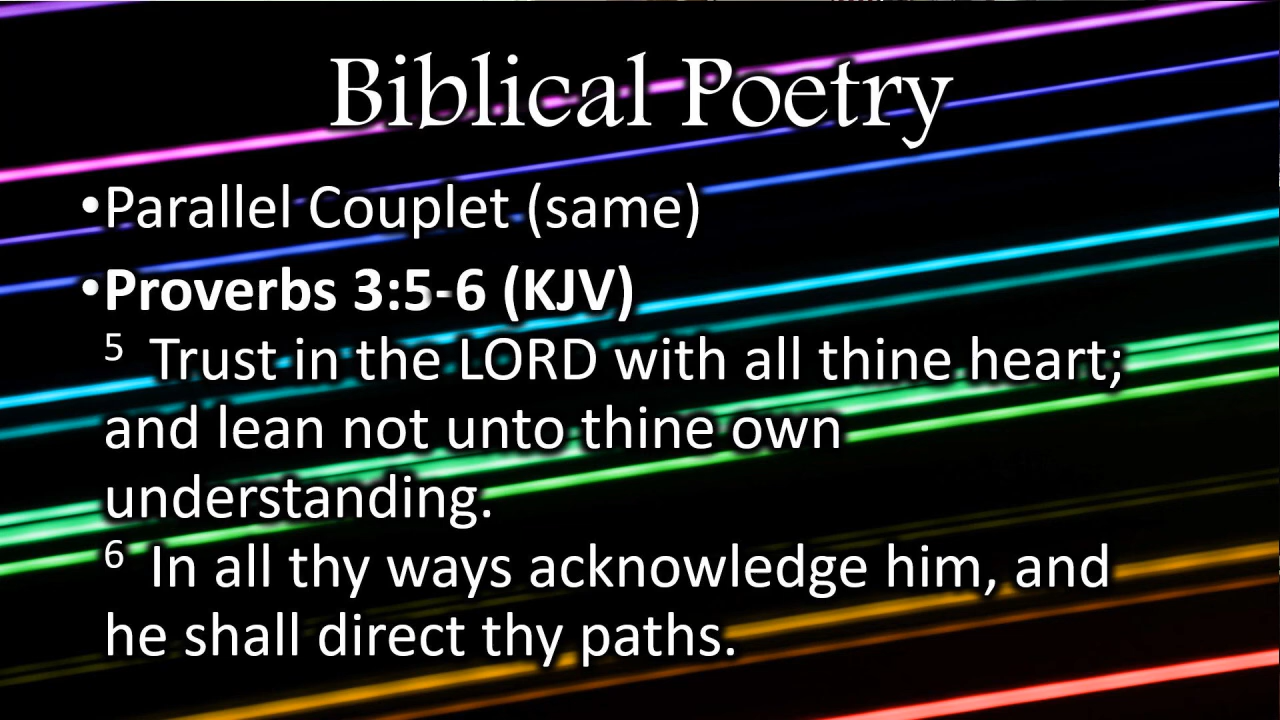 Biblical Poetry
•Parallel Couplet (same)
•Proverbs 3:5-6 (KJV)
5 Trust in the LORD with all thine heart;
and lean not unto thine own
understanding.
6 In all thy ways acknowledge him, and
he shall direct thy paths.